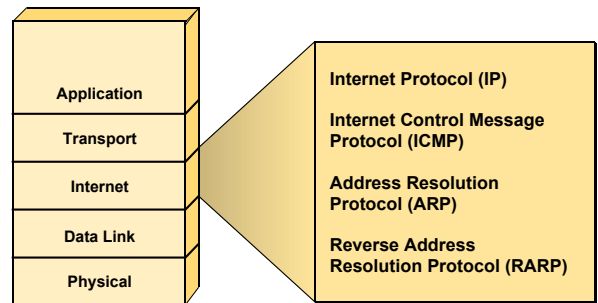 Application
Transport
Internet
Data Link
Physical
Internet Protocol (IP)
Internet Control Message
Protocol (ICMP)
Address Resolution
Protocol (ARP)
Reverse Address
Resolution Protocol (RARP)